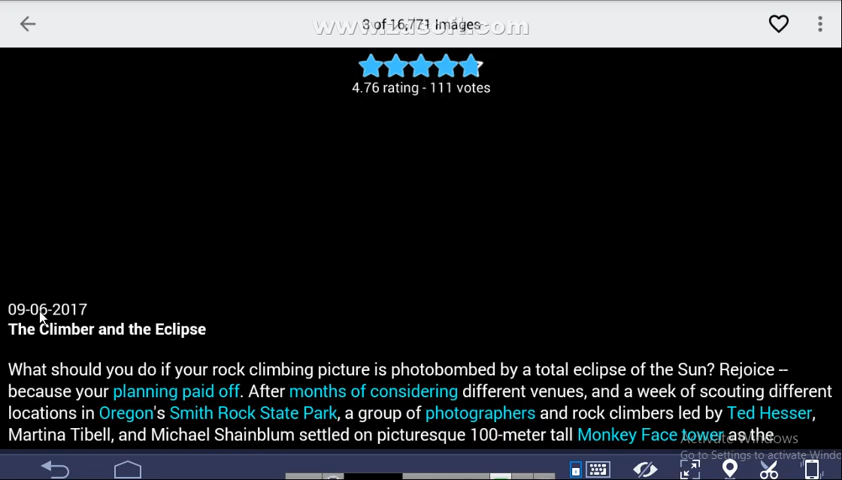 3 of 16,771 images
www.zdsoft.com
4.76 rating - 111 votes
09-06-2017
The Climber and the Eclipse
What should you do if your rock climbing picture is photobombed by a total eclipse of the Sun? Rejoice --
because your planning paid off. After months of considering different venues, and a week of scouting different
locations in Oregon's Smith Rock State Park, a group of photographers and rock climbers led by Ted Hesser,
Martina Tibell, and Michael Shainblum settled on picturesque 100-meter tall Monkey Face tower as the
Activate Windows
Go to Settings to activate Windo